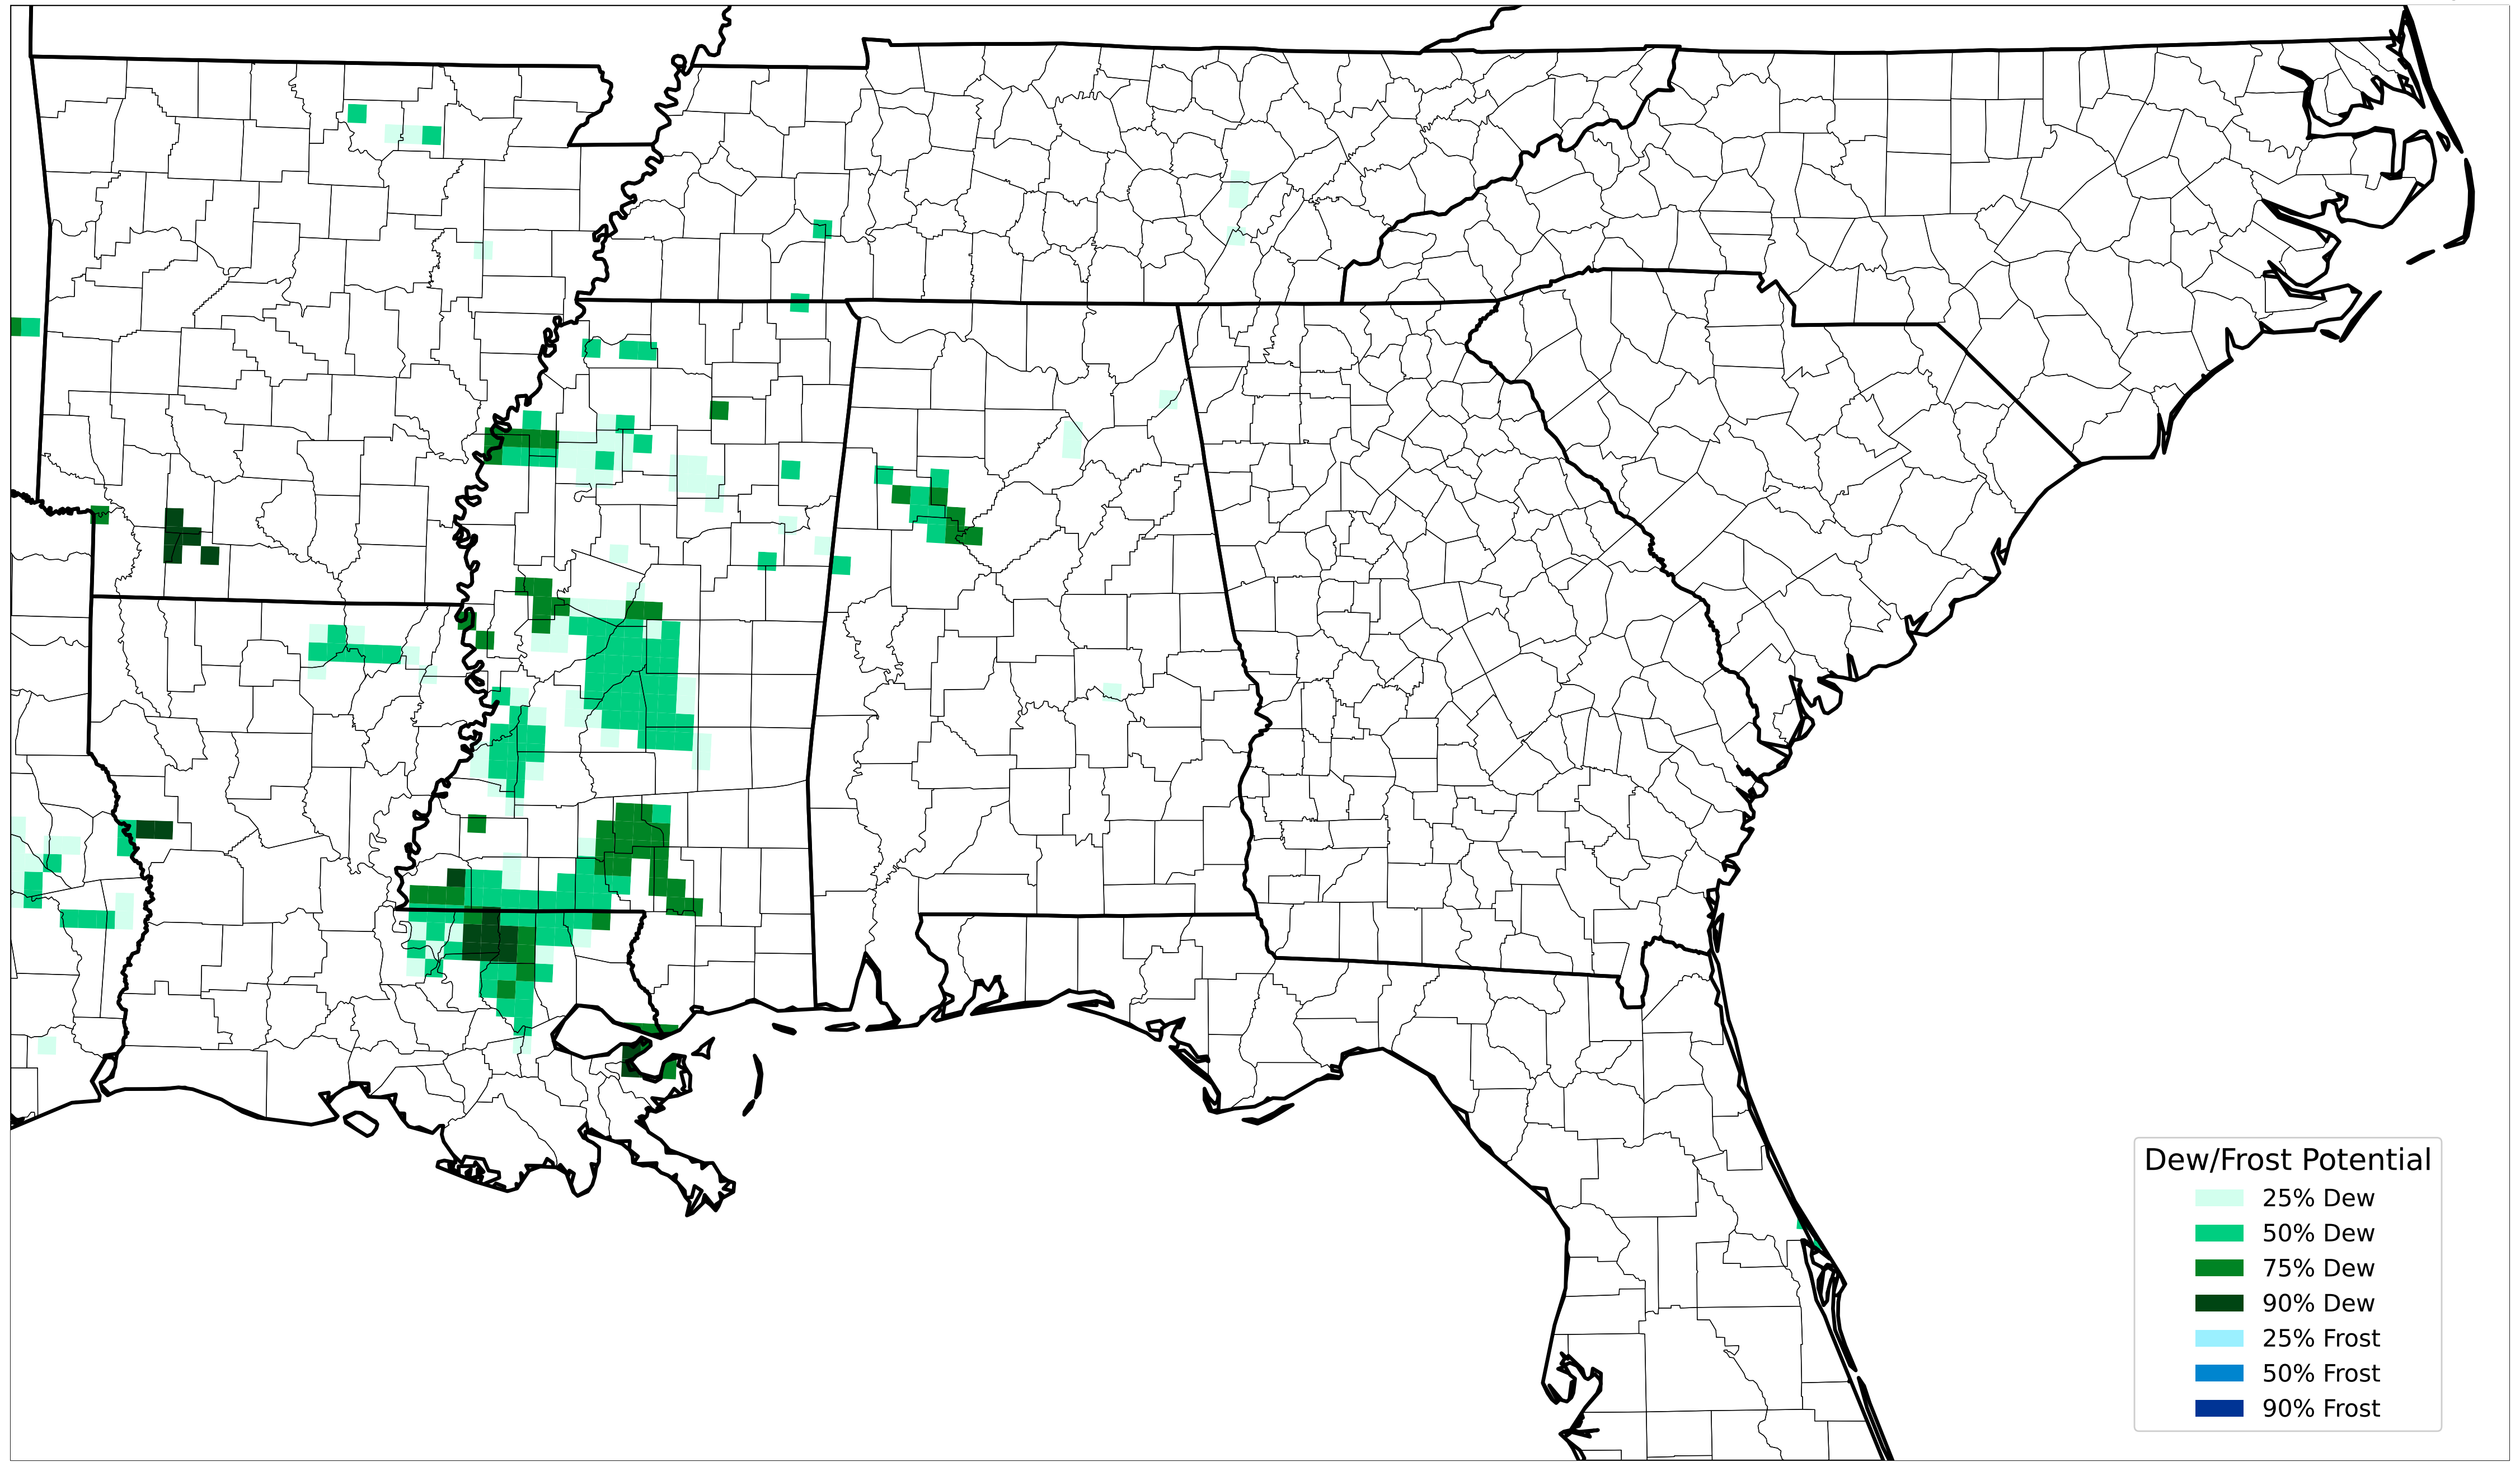 Dew/Frost Potential
25% Dew
50% Dew
75% Dew
90% Dew
25% Frost
50% Frost
90% Frost